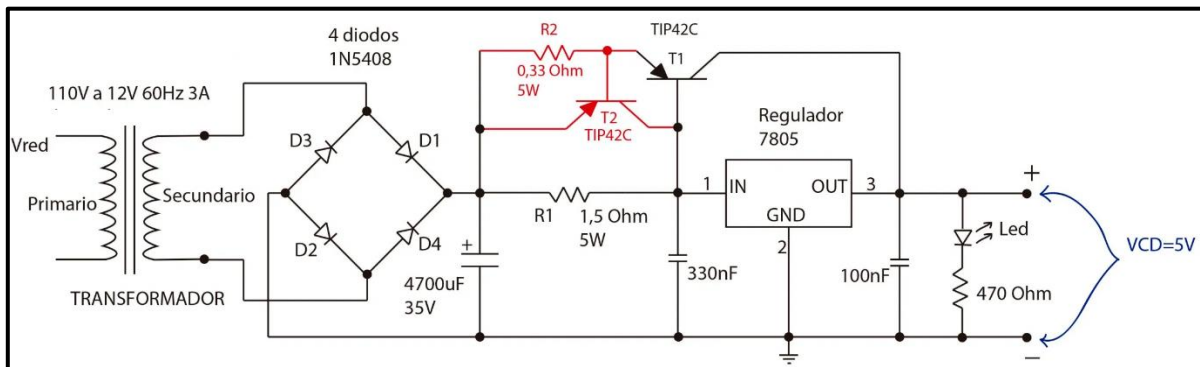 4 diodos
1N5408
110V a 12V 60Hz 3A
Vred
Primario
Secundario
TRANSFORMADOR
D3
D1
D2
D4
R2
0,33 Ohm
5W
TIP42C
T1
T2
TIP42C
R1
1,5 Ohm
5W
+
4700uF
35V
330nF
Regulador
7805
1
IN
OUT
3
GND
2
100nF
Led
470 Ohm
+
VCD=5V
−